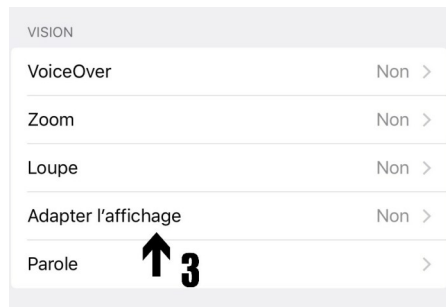 VISION
VoiceOver Non
Zoom Non
Loupe Non
Adapter l'affichage Non
3
Parole